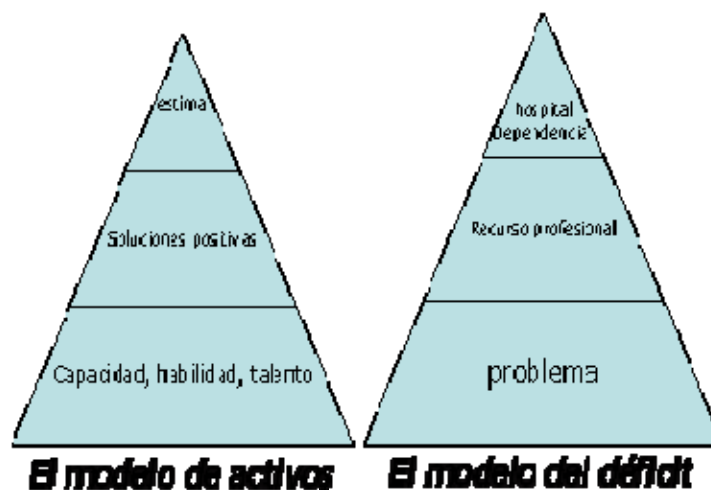 estima
Soluciones positivas
Capacidad, habilidad, talento
El modelo de activos
hospital
Dependencia
Recurso profesional
problema
El modelo del déficit